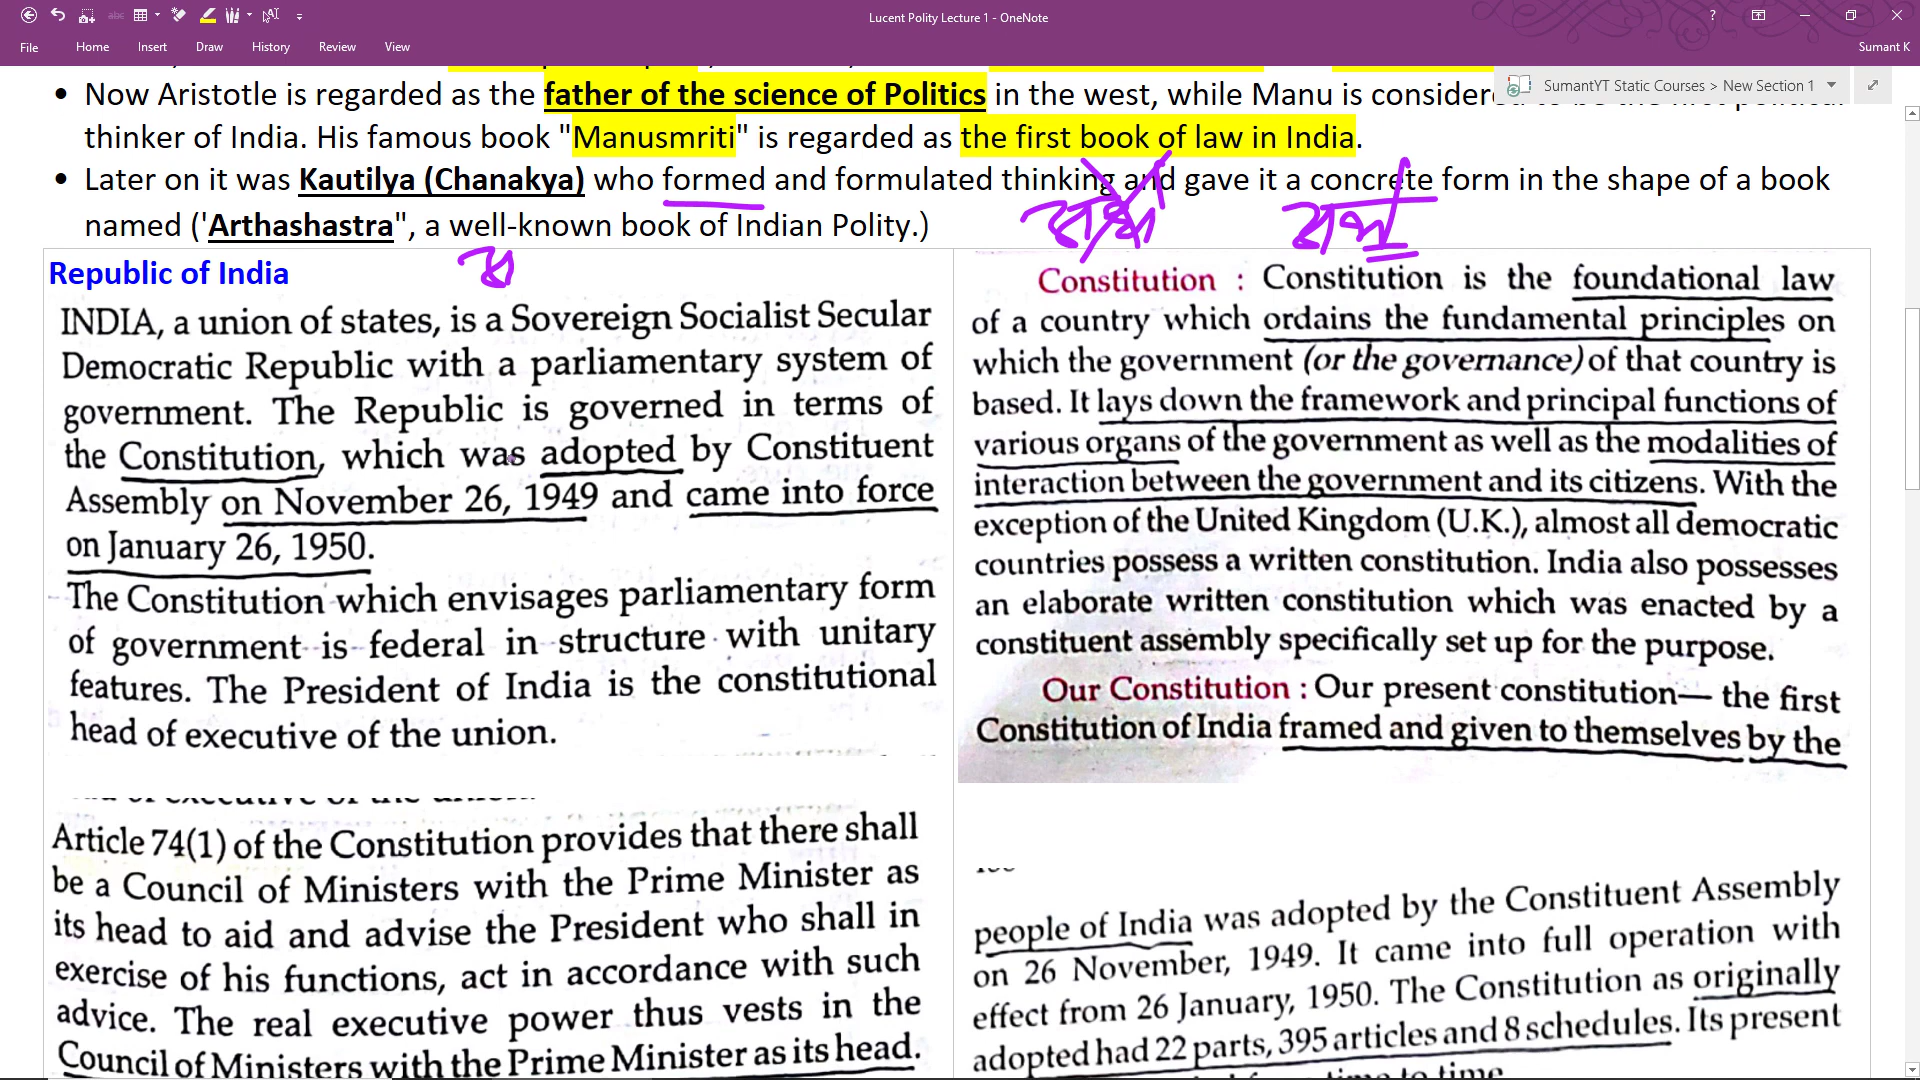 Lucent Polity Lecture 1 - OneNote
File Home Insert Draw History Review View
Sumant K
SumantYT Static Courses > New Section 1
• Now Aristotle is regarded as the father of the science of Politics in the west, while Manu is considered to be the first political
thinker of India. His famous book "Manusmriti" is regarded as the first book of law in India.
• Later on it was Kautilya (Chanakya) who formed and formulated thinking and gave it a concrete form in the shape of a book
named ('Arthashastra", a well-known book of Indian Polity.)
Republic of India
INDIA, a union of states, is a Sovereign Socialist Secular
Democratic Republic with a parliamentary system of
government. The Republic is governed in terms of
the Constitution, which was adopted by Constituent
Assembly on November 26, 1949 and came into force
on January 26, 1950.
The Constitution which envisages parliamentary form
of government is federal in structure with unitary
features. The President of India is the constitutional
head of executive of the union.
Article 74(1) of the Constitution provides that there shall
be a Council of Ministers with the Prime Minister as
its head to aid and advise the President who shall in
exercise of his functions, act in accordance with such
advice. The real executive power thus vests in the
Council of Ministers with the Prime Minister as its head.
Constitution : Constitution is the foundational law
of a country which ordains the fundamental principles on
which the government (or the governance) of that country is
based. It lays down the framework and principal functions of
various organs of the government as well as the modalities of
interaction between the government and its citizens. With the
exception of the United Kingdom (U.K.), almost all democratic
countries possess a written constitution. India also possesses
an elaborate written constitution which was enacted by a
constituent assembly specifically set up for the purpose.
Our Constitution : Our present constitution— the first
Constitution of India framed and given to themselves by the
people of India was adopted by the Constituent Assembly
on 26 November, 1949. It came into full operation with
effect from 26 January, 1950. The Constitution as originally
adopted had 22 parts, 395 articles and 8 schedules. Its present